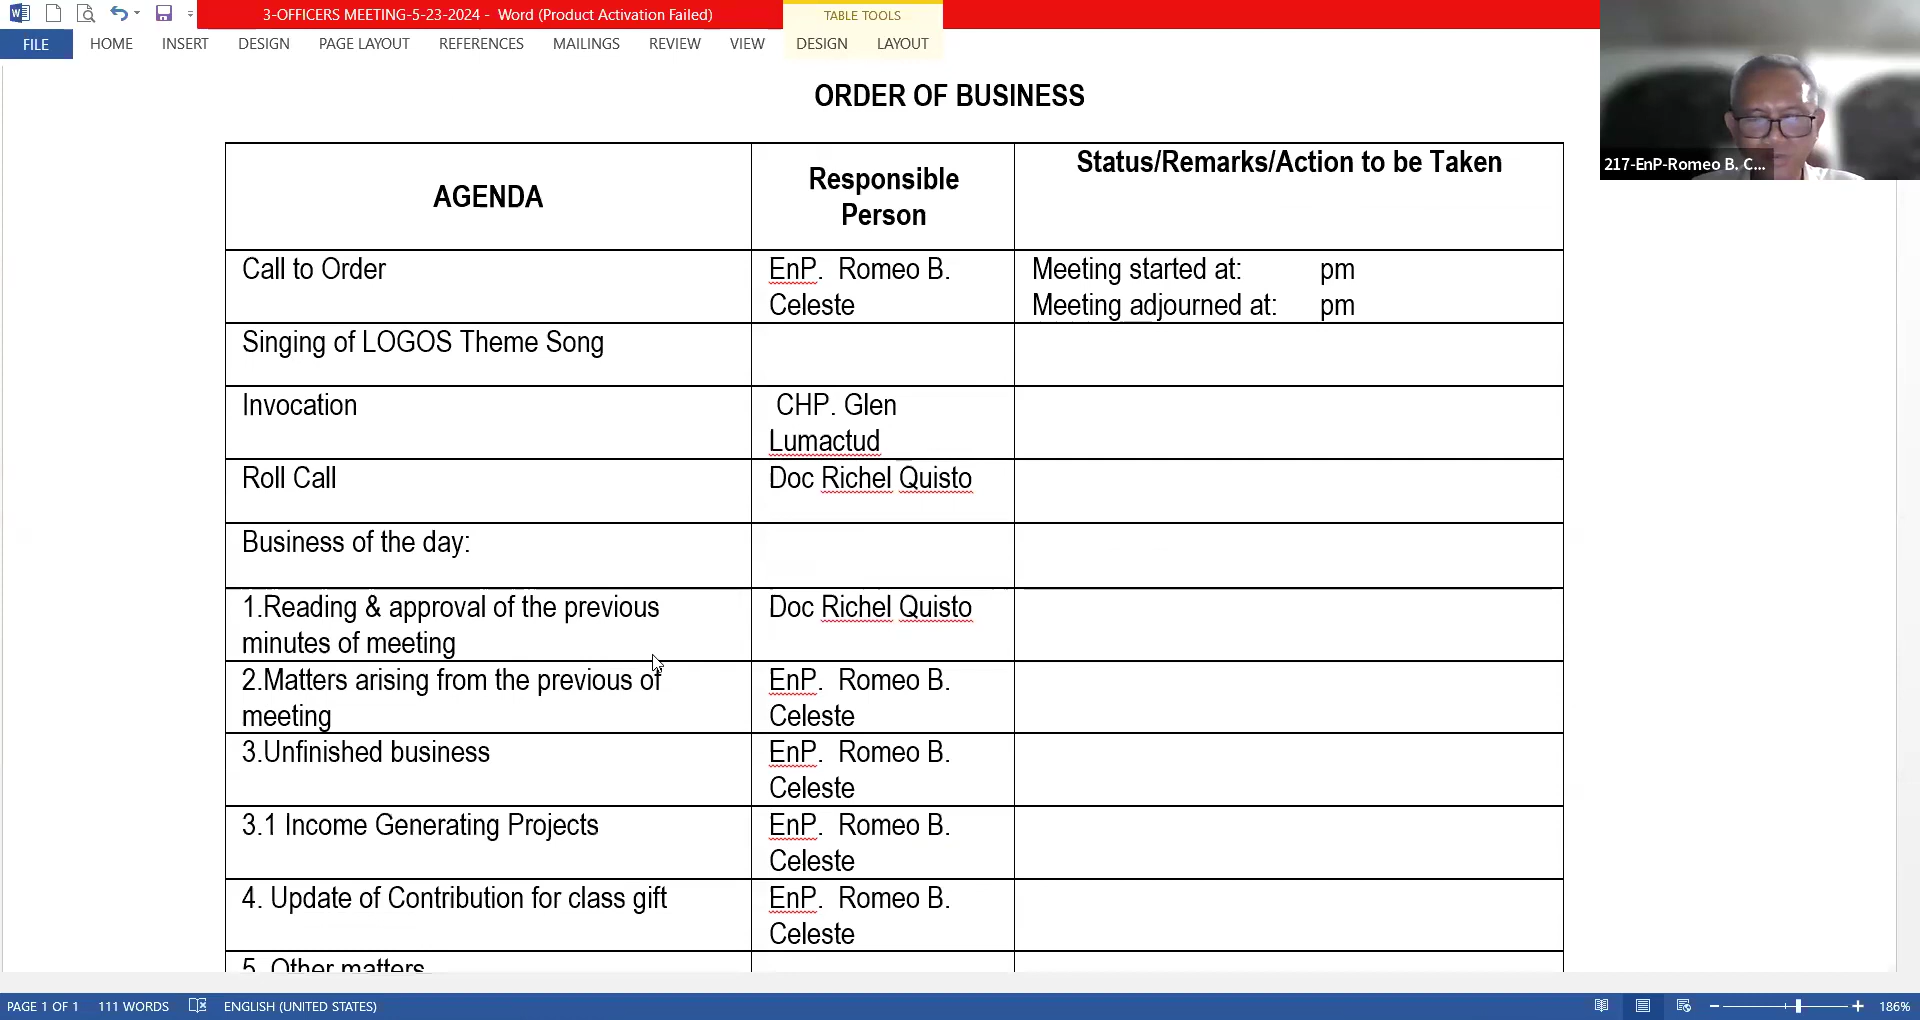 3-OFFICERS MEETING-5-23-2024 - Word (Product Activation Failed)
TABLE TOOLS
FILE HOME INSERT DESIGN PAGE LAYOUT REFERENCES MAILINGS REVIEW VIEW DESIGN LAYOUT
217-EnP-Romeo B. C...
ORDER OF BUSINESS
AGENDA
Responsible
Person
Status/Remarks/Action to be Taken
Call to Order
EnP. Romeo B.
Celeste
Meeting started at: pm
Meeting adjourned at: pm
Singing of LOGOS Theme Song
Invocation
CHP. Glen
Lumactud
Roll Call
Doc Richel Quisto
Business of the day:
1.Reading & approval of the previous
minutes of meeting
Doc Richel Quisto
2.Matters arising from the previous of
meeting
EnP. Romeo B.
Celeste
3.Unfinished business
EnP. Romeo B.
Celeste
3.1 Income Generating Projects
EnP. Romeo B.
Celeste
4. Update of Contribution for class gift
EnP. Romeo B.
Celeste
5. Other matters
PAGE 1 OF 1 111 WORDS ENGLISH (UNITED STATES) 186%